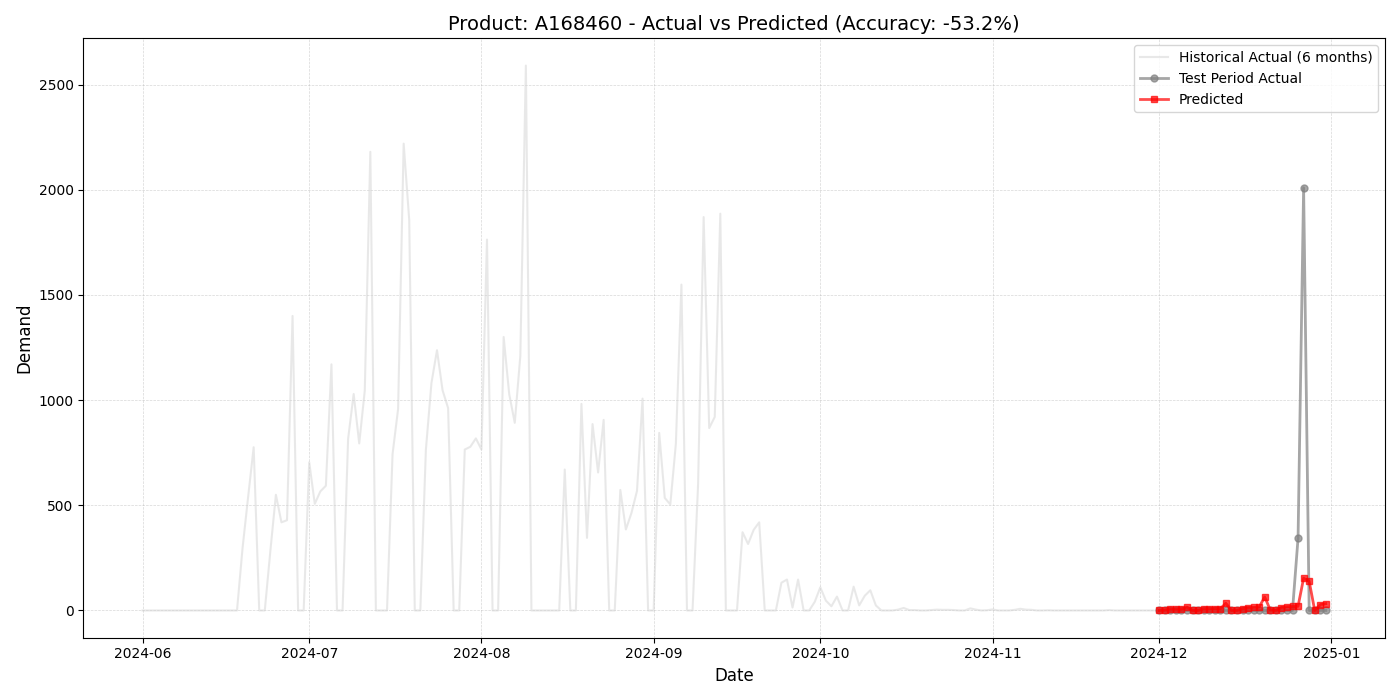 Product: A168460 - Actual vs Predicted (Accuracy: -53.2%)
Historical Actual (6 months)
Test Period Actual
Predicted
Demand
2500
2000
1500
1000
500
0
2024-06
2024-07
2024-08
2024-09
2024-10
2024-11
2024-12
2025-01
Date